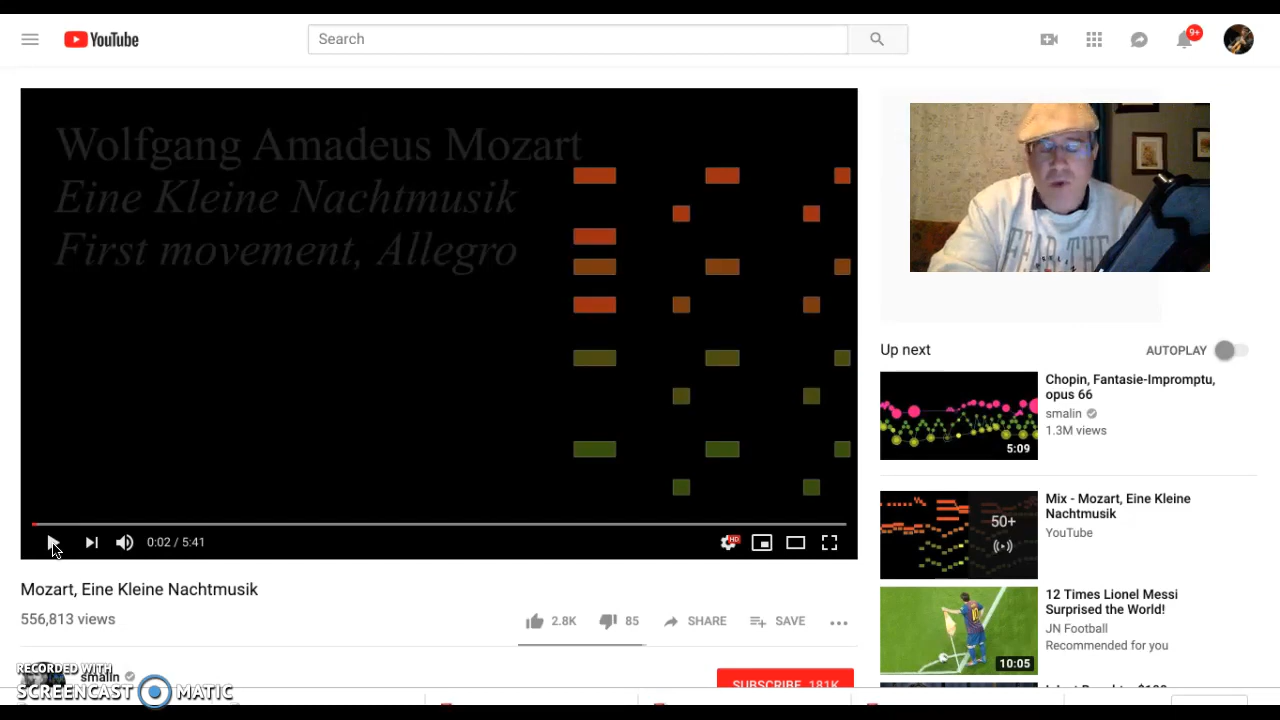 YouTube
Search
9+
Wolfgang Amadeus Mozart
Eine Kleine Nachtmusik
First movement, Allegro
FEAR THE
0:02 / 5:41
HD
Mozart, Eine Kleine Nachtmusik
556,813 views
2.8K
85
SHARE
SAVE
smalin
SUBSCRIBE 181K
RECORDED WITH
SCREENCAST MATIC
Up next
AUTOPLAY
Chopin, Fantasie-Impromptu,
opus 66
smalin
1.3M views
5:09
Mix - Mozart, Eine Kleine
Nachtmusik
YouTube
50+
12 Times Lionel Messi
Surprised the World!
JN Football
Recommended for you
10:05